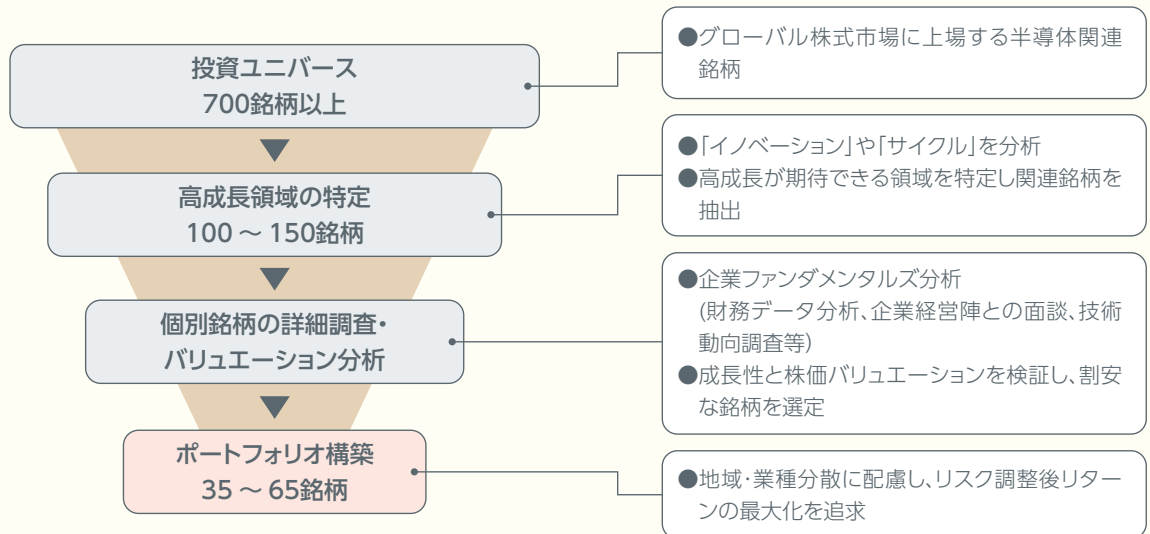 投資ユニバース
700銘柄以上
●グローバル株式市場に上場する半導体関連
銘柄
高成長領域の特定
100 ～ 150銘柄
●「イノベーション」や「サイクル」を分析
●高成長が期待できる領域を特定し関連銘柄を
抽出
個別銘柄の詳細調査・
バリュエーション分析
●企業ファンダメンタルズ分析
(財務データ分析、企業経営陣との面談、技術
動向調査等)
●成長性と株価バリュエーションを検証し、割安
な銘柄を選定
ポートフォリオ構築
35 ～ 65銘柄
●地域・業種分散に配慮し、リスク調整後リター
ンの最大化を追求